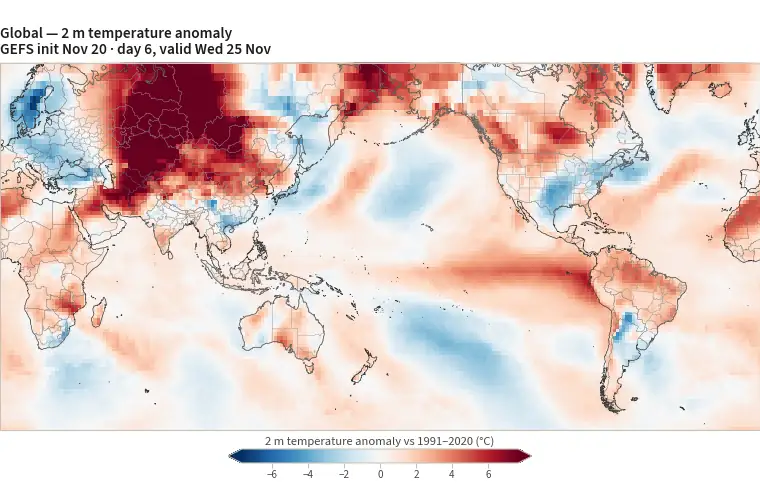 Global — 2 m temperature anomaly
GEFS init Nov 20 · day 6, valid Wed 25 Nov
2 m temperature anomaly vs 1991–2020 (°C)
−6 −4 −2 0 2 4 6